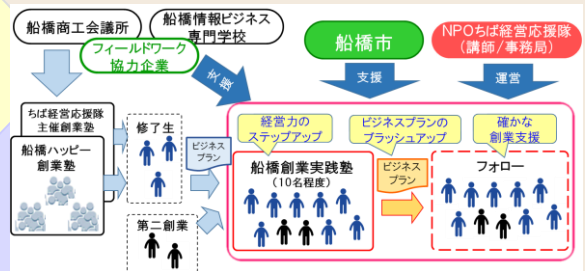 船橋商工会議所
船橋情報ビジネス
専門学校
フィールドワーク
協力企業
支援
船橋市
支援
NPOちば経営応援隊
(講師/事務局)
運営
ちば経営応援隊
主催創業塾
船橋ハッピー
創業塾
修了生
第二創業
ビジネス
プラン
経営力の
ステップアップ
ビジネスプランの
ブラッシュアップ
確かな
創業支援
船橋創業実践塾
(10名程度)
ビジネス
プラン
フォロー